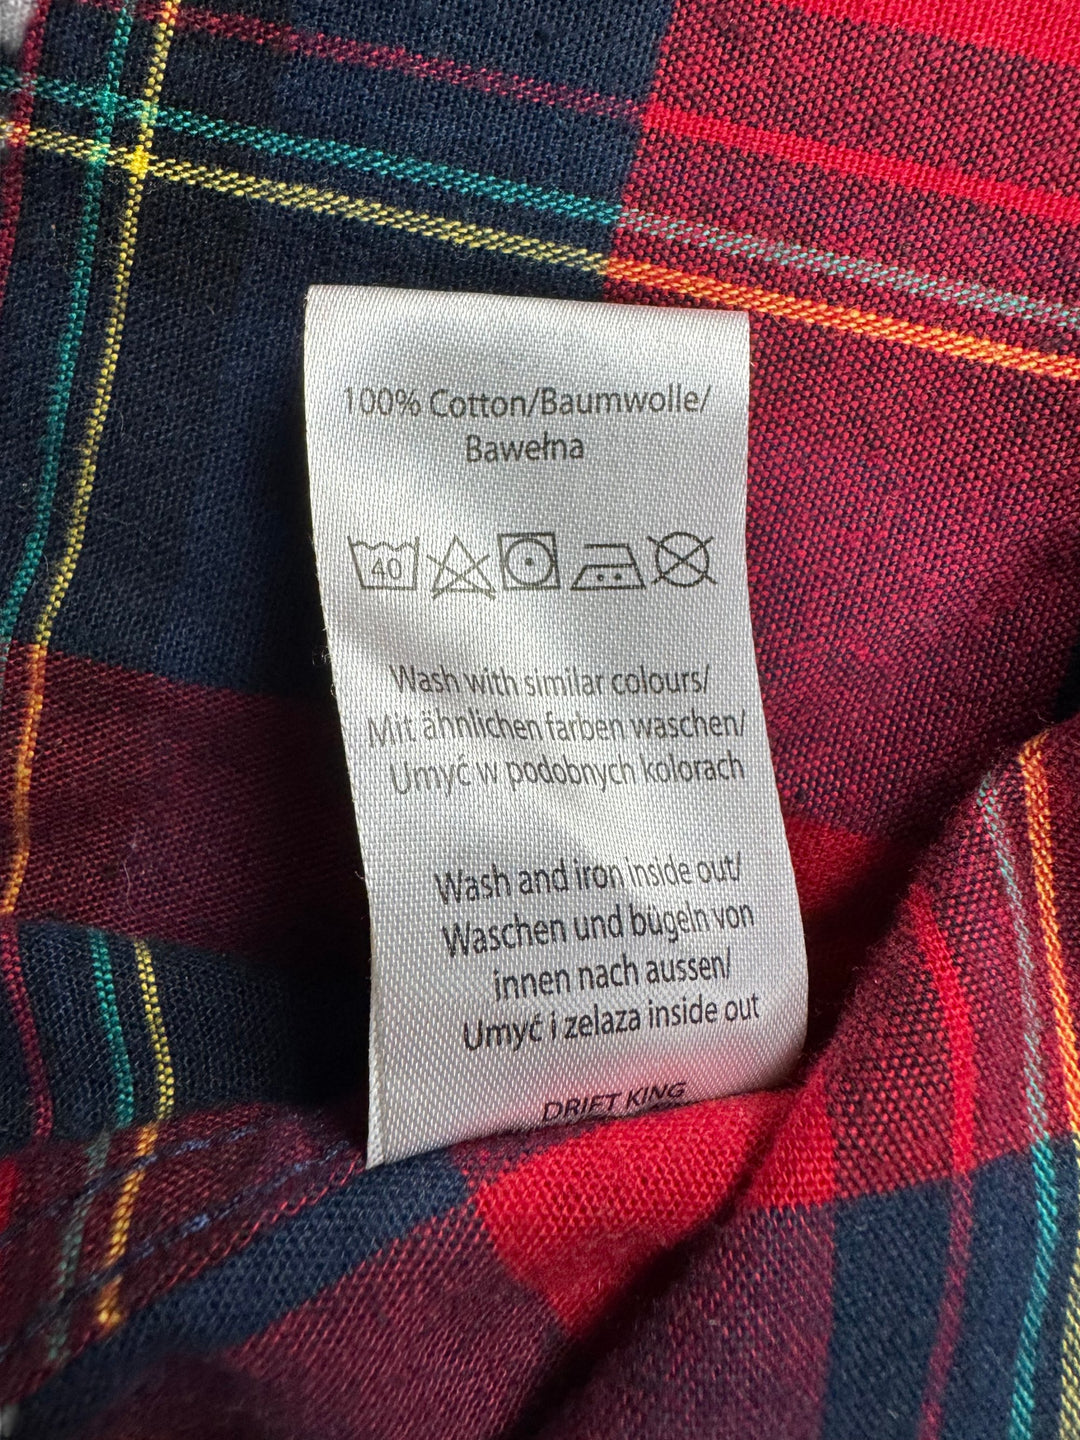 100% Cotton/Baumwolle/
Bawełna
40
Wash with similar colours/
Mit ähnlichen farben waschen/
Umyć w podobnych kolorach
Wash and iron inside out/
Waschen und bügeln von
innen nach aussen/
Umyć i zelaza inside out
DRIFT KING